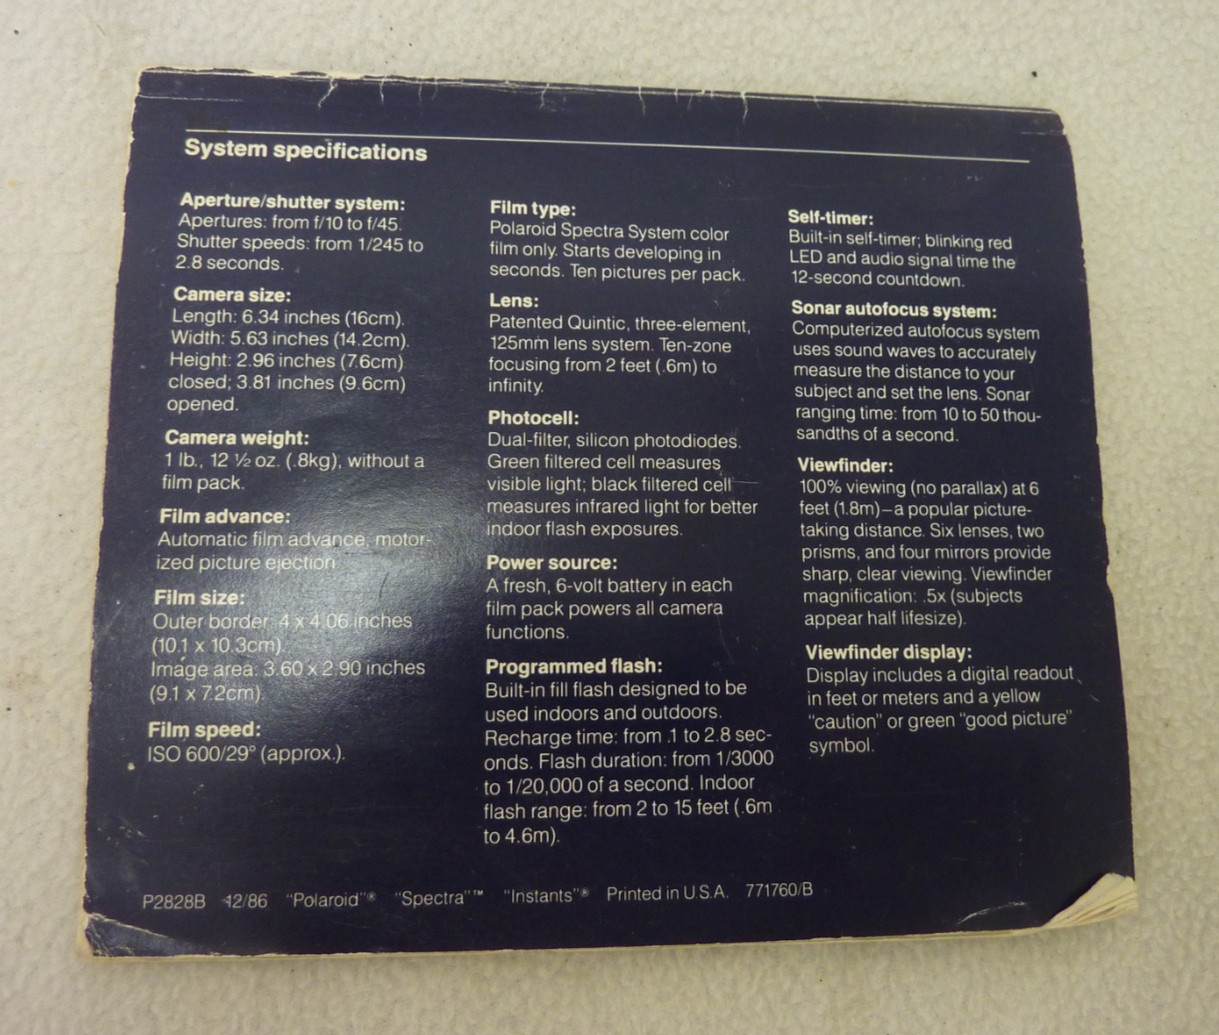 System specifications
Aperture/shutter system:
Apertures: from f/10 to f/45.
Shutter speeds: from 1/245 to
2.8 seconds.
Camera size:
Length: 6.34 inches (16cm).
Width: 5.63 inches (14.2cm).
Height: 2.96 inches (7.6cm)
closed; 3.81 inches (9.6cm)
opened.
Camera weight:
1 lb., 12 ½ oz. (.8kg), without a
film pack.
Film advance:
Automatic film advance, motor-
ized picture ejection
Film size:
Outer border: 4 x 4.06 inches
(10.1 x 10.3cm).
Image area: 3.60 x 2.90 inches
(9.1 x 7.2cm).
Film speed:
ISO 600/29° (approx.).
Film type:
Polaroid Spectra System color
film only. Starts developing in
seconds. Ten pictures per pack.
Lens:
Patented Quintic, three-element,
125mm lens system. Ten-zone
focusing from 2 feet (.6m) to
infinity.
Photocell:
Dual-filter, silicon photodiodes.
Green filtered cell measures
visible light; black filtered cell
measures infrared light for better
indoor flash exposures.
Power source:
A fresh, 6-volt battery in each
film pack powers all camera
functions.
Programmed flash:
Built-in fill flash designed to be
used indoors and outdoors.
Recharge time: from .1 to 2.8 sec-
onds. Flash duration: from 1/3000
to 1/20,000 of a second. Indoor
flash range: from 2 to 15 feet (.6m
to 4.6m).
Self-timer:
Built-in self-timer; blinking red
LED and audio signal time the
12-second countdown.
Sonar autofocus system:
Computerized autofocus system
uses sound waves to accurately
measure the distance to your
subject and set the lens. Sonar
ranging time: from 10 to 50 thou-
sandths of a second.
Viewfinder:
100% viewing (no parallax) at 6
feet (1.8m)—a popular picture-
taking distance. Six lenses, two
prisms, and four mirrors provide
sharp, clear viewing. Viewfinder
magnification: .5x (subjects
appear half lifesize).
Viewfinder display:
Display includes a digital readout
in feet or meters and a yellow
"caution" or green "good picture"
symbol.
P2828B 12/86 "Polaroid"® "Spectra"™ "Instants"® Printed in U.S.A. 771760/B